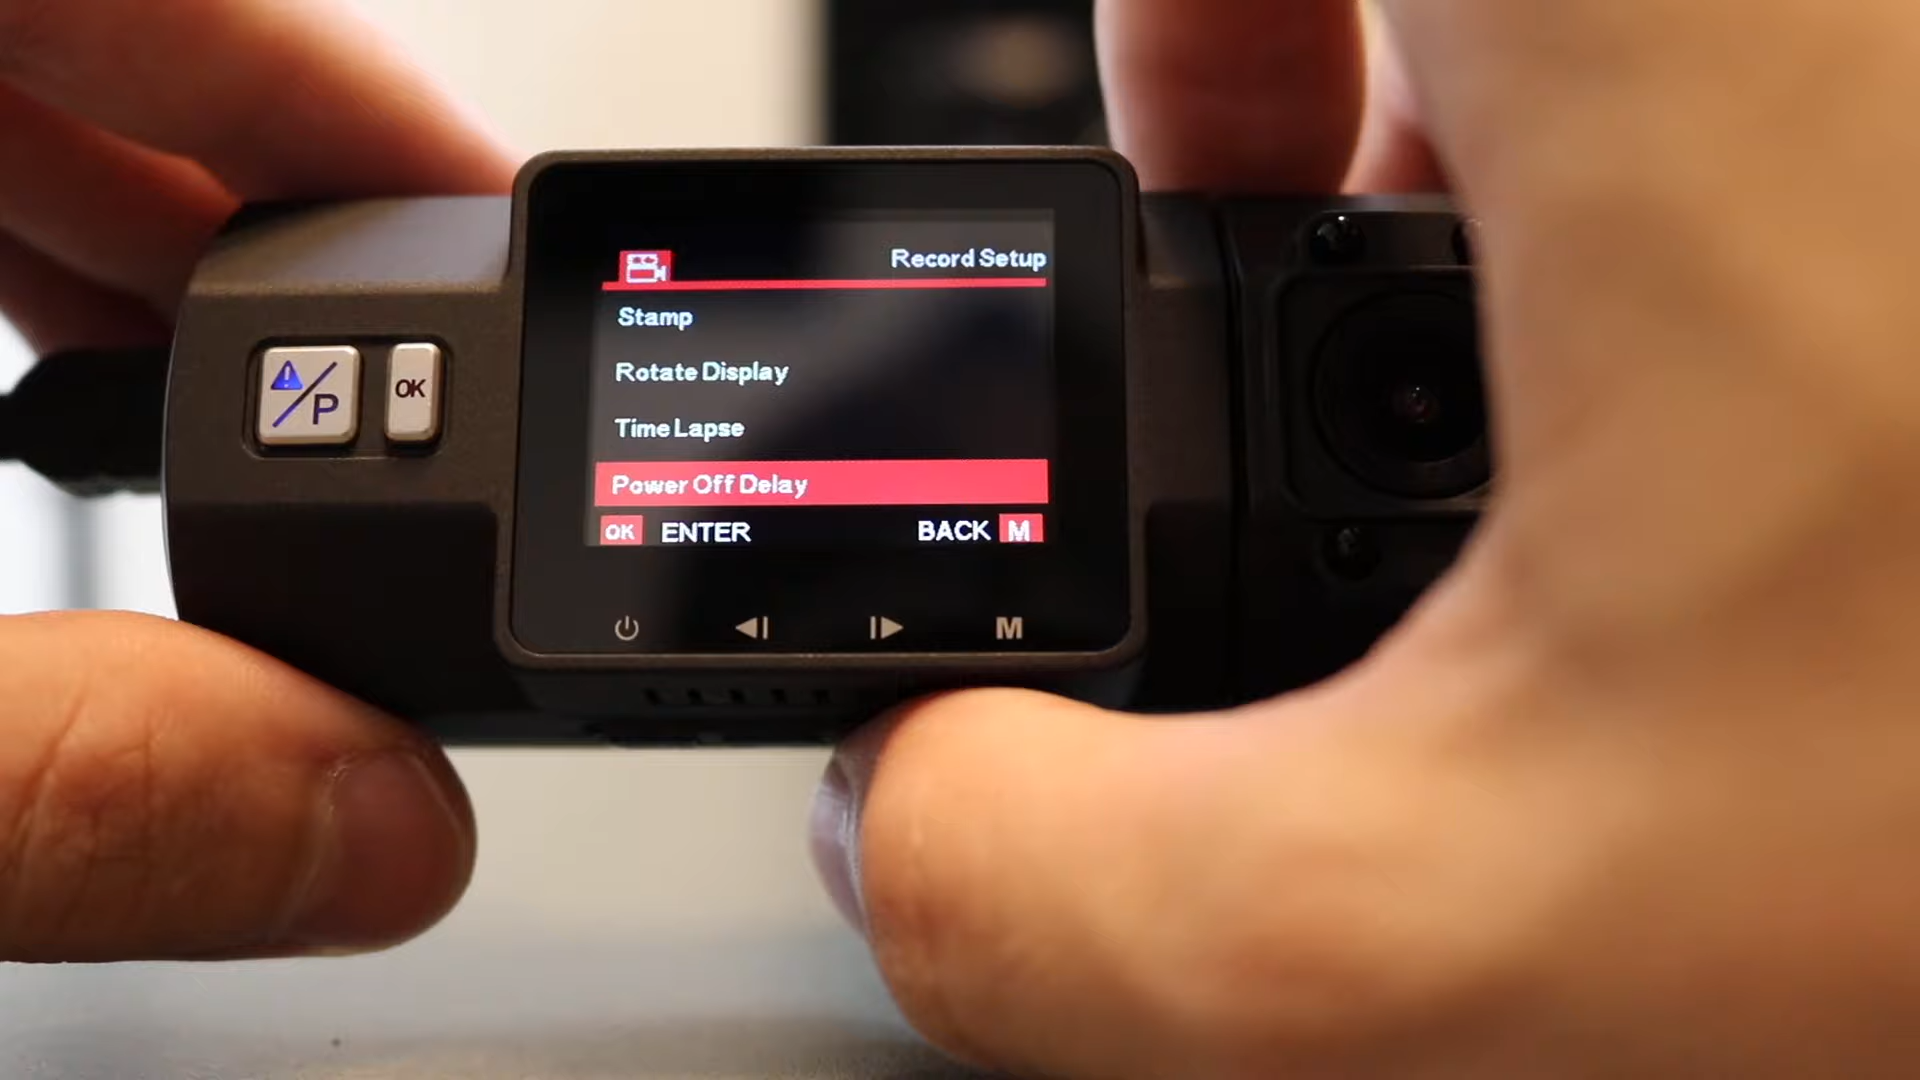 Record Setup
Stamp
Rotate Display
Time Lapse
Power Off Delay
OK ENTER BACK M
P OK
M